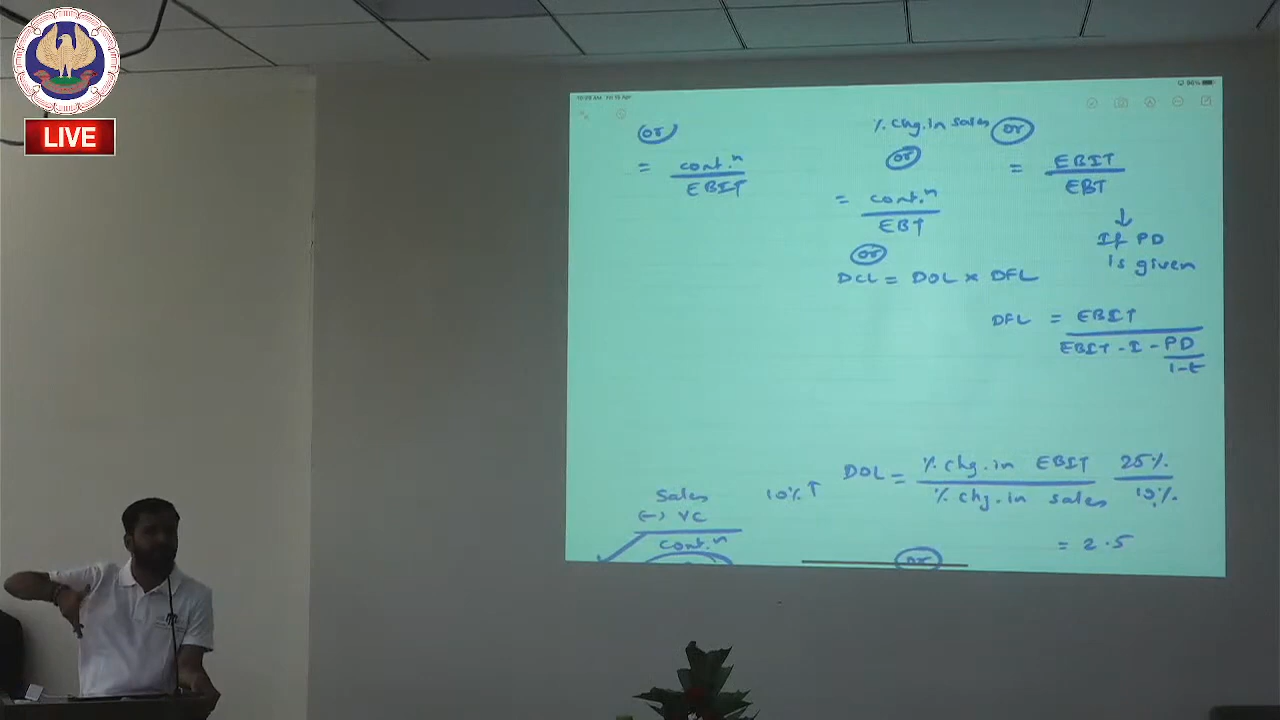 LIVE
(or)
= cont.n / EBIT
% chg. in sales
(or)
= cont.n / EBT
(or)
DCL = DOL × DFL
(or)
= EBIT / EBT
↓
If PD
is given
DFL = EBIT / EBIT - I - PD / 1-t
Sales
(-) VC
cont.n
10% ↑
DOL = % chg. in EBIT / % chg. in sales 25% / 10%
= 2.5
(or)